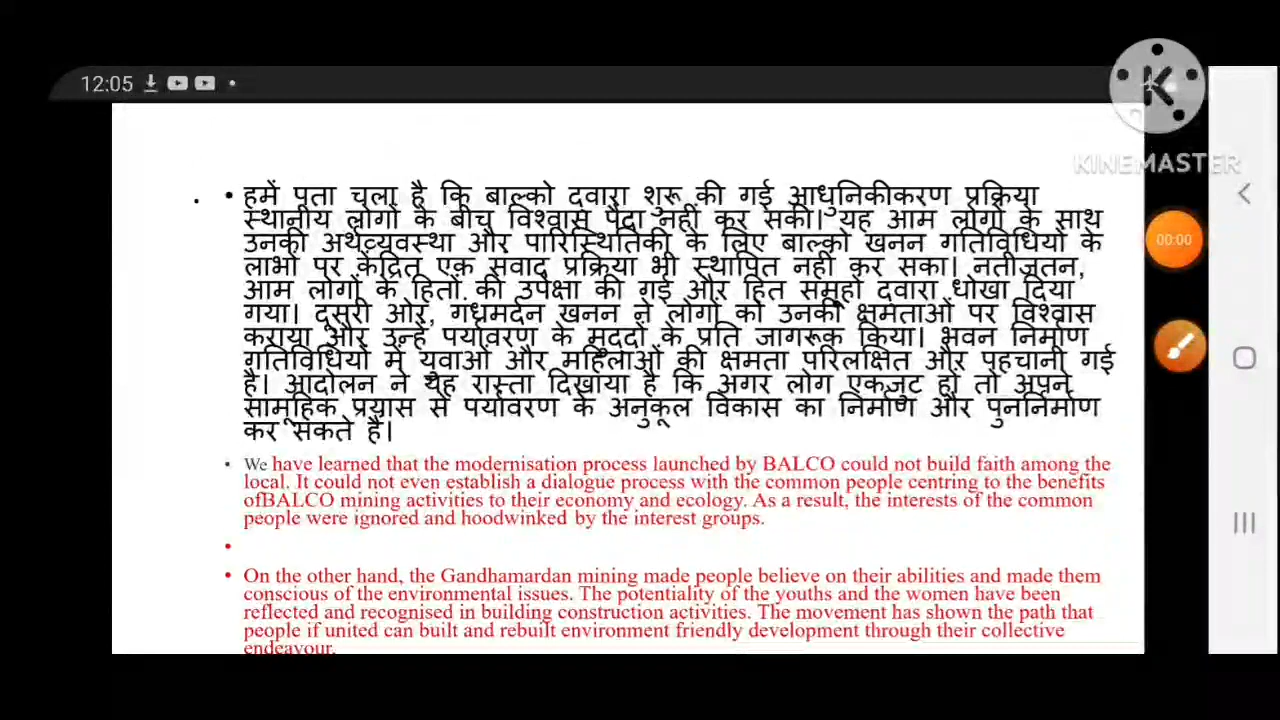 12:05
KINEMASTER
00:00
• हमें पता चला है कि बाल्को दवारा शुरू की गई आधुनिकीकरण प्रक्रिया
स्थानीय लोगों के बीच विश्वास पैदा नहीं कर सकी। यह आम लोगों के साथ
उनकी अर्थव्यवस्था और पारिस्थितिकी के लिए बाल्को खनन गतिविधियों के
लाभों पर केंद्रित एक संवाद प्रक्रिया भी स्थापित नहीं कर सका। नतीजतन,
आम लोगों के हितों की उपेक्षा की गई और हित समूहों दवारा धोखा दिया
गया। दूसरी ओर, गंधमर्दन खनन ने लोगों को उनकी क्षमताओं पर विश्वास
कराया और उन्हें पर्यावरण के मुददों के प्रति जागरूक किया। भवन निर्माण
गतिविधियों में युवाओं और महिलाओं की क्षमता परिलक्षित और पहचानी गई
है। आंदोलन ने यह रास्ता दिखाया है कि अगर लोग एकजुट हों तो अपने
सामूहिक प्रयास से पर्यावरण के अनुकूल विकास का निर्माण और पुनर्निर्माण
कर सकते हैं।
• We have learned that the modernisation process launched by BALCO could not build faith among the
local. It could not even establish a dialogue process with the common people centring to the benefits
ofBALCO mining activities to their economy and ecology. As a result, the interests of the common
people were ignored and hoodwinked by the interest groups.
•
• On the other hand, the Gandhamardan mining made people believe on their abilities and made them
conscious of the environmental issues. The potentiality of the youths and the women have been
reflected and recognised in building construction activities. The movement has shown the path that
people if united can built and rebuilt environment friendly development through their collective
endeavour.